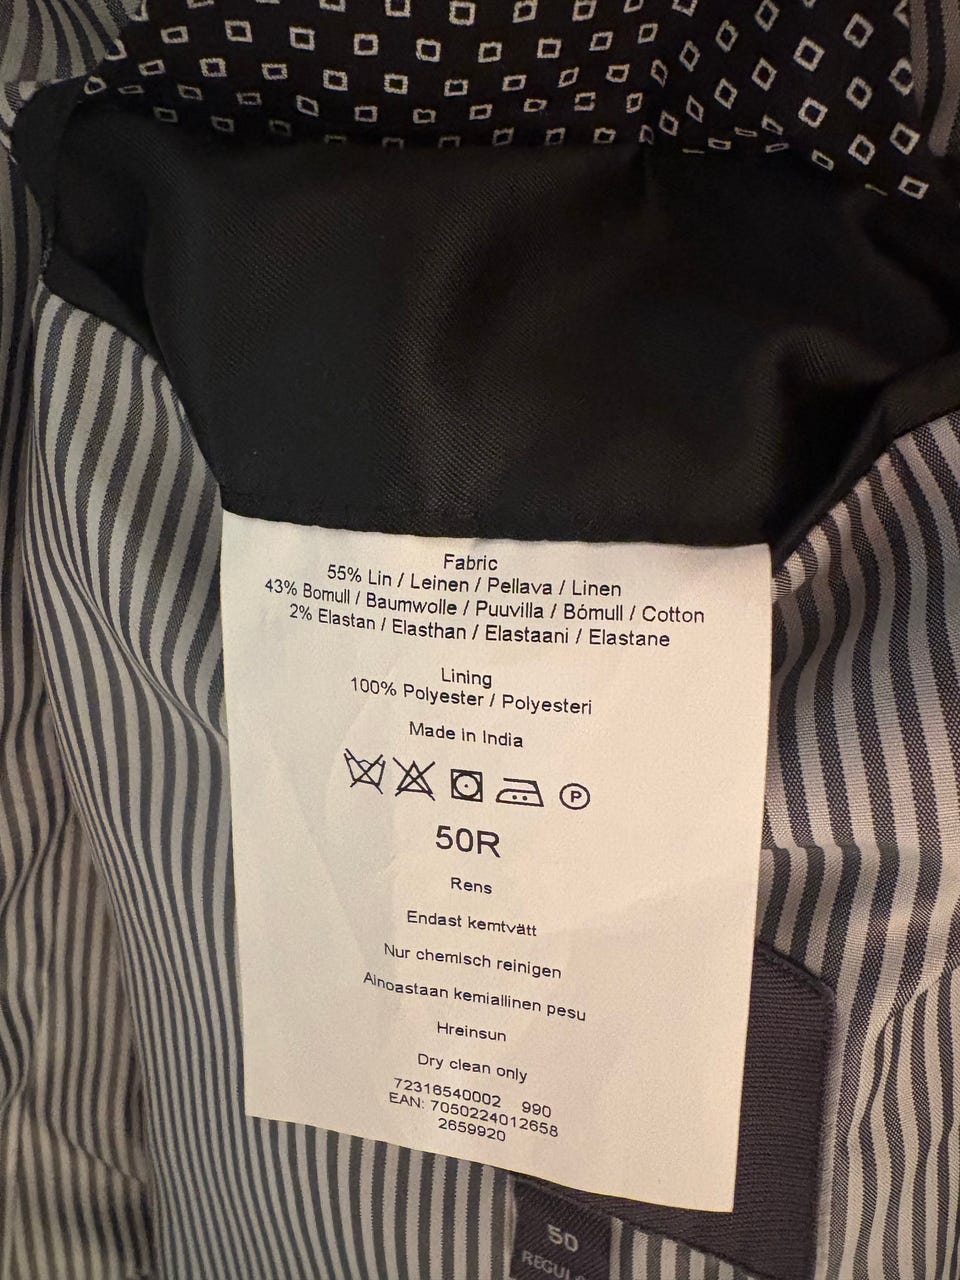 Fabric
55% Lin / Leinen / Pellava / Linen
43% Bomull / Baumwolle / Puuvilla / Bómull / Cotton
2% Elastan / Elasthan / Elastaani / Elastane
Lining
100% Polyester / Polyesteri
Made in India
P
50R
Rens
Endast kemtvätt
Nur chemisch reinigen
Ainoastaan kemiallinen pesu
Hreinsun
Dry clean only
72316540002 990
EAN: 7050224012658
2659920
50